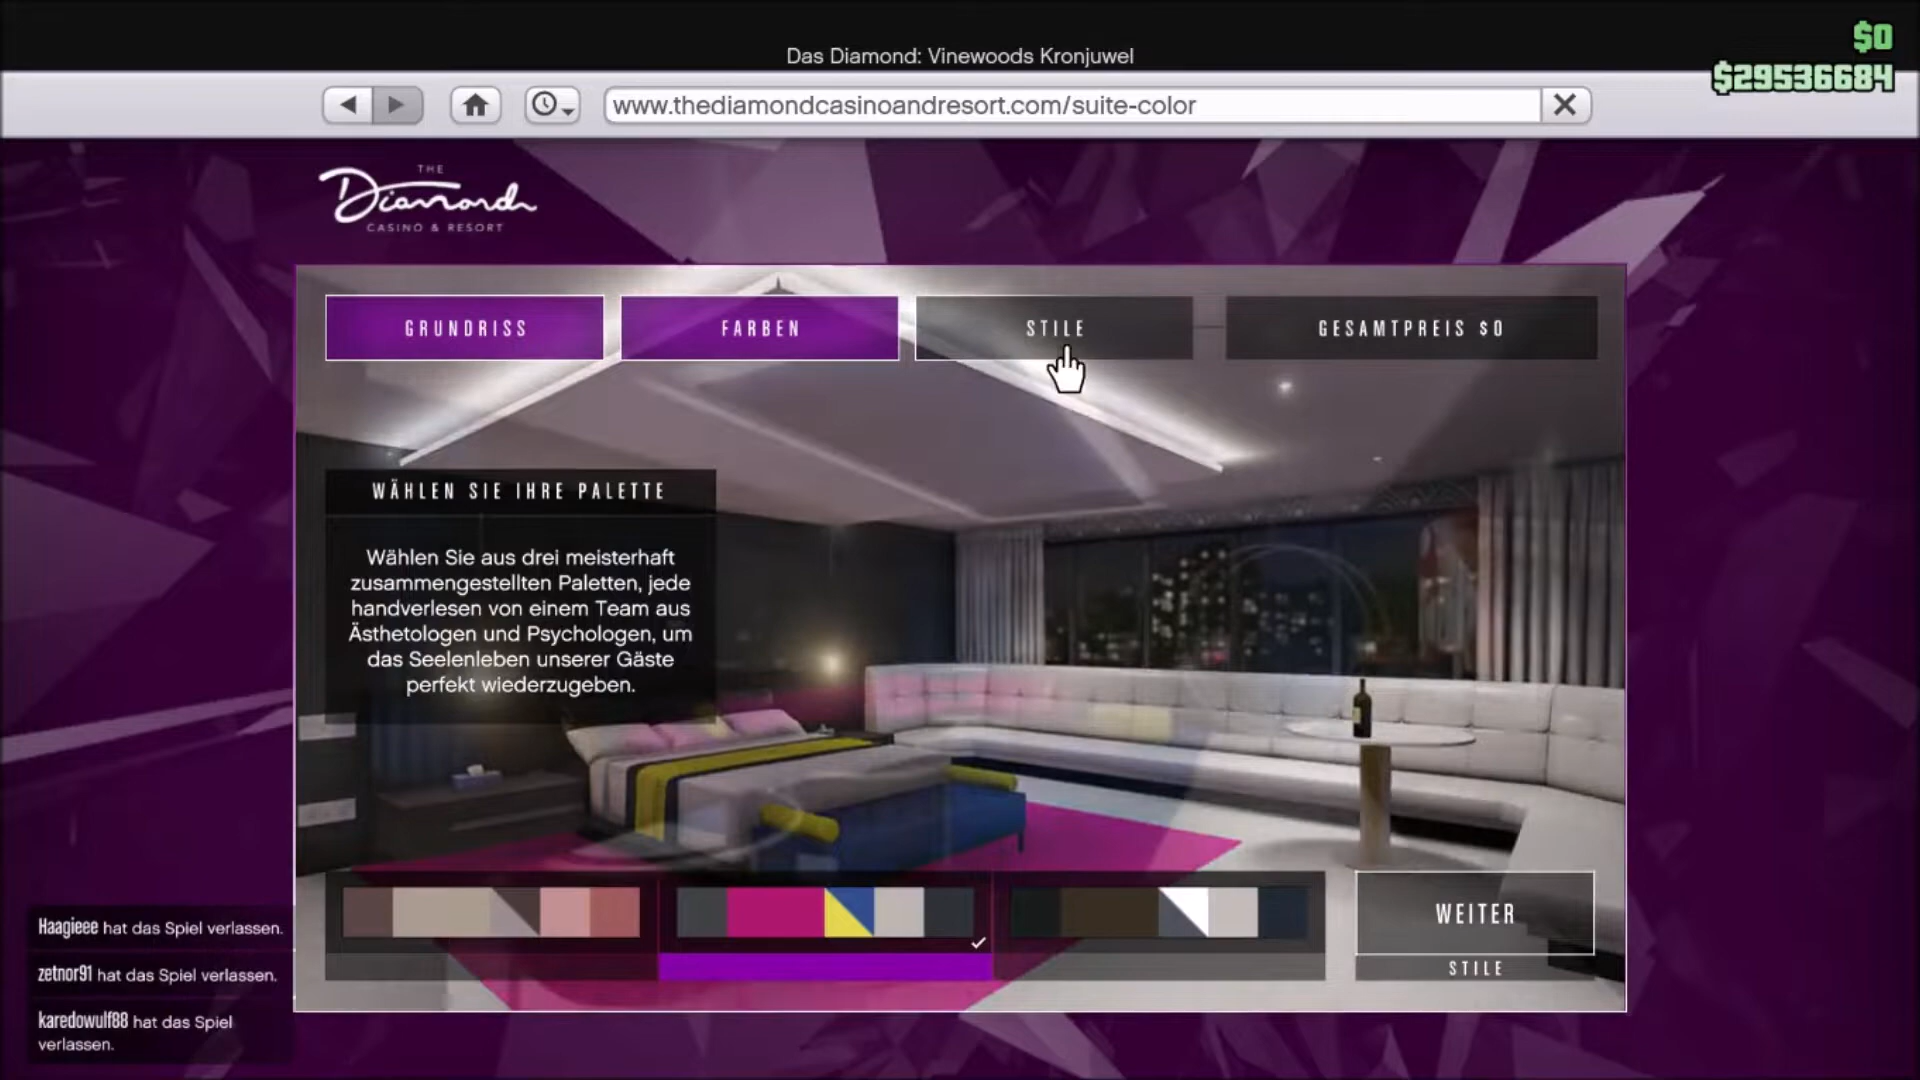 $0
$29536684
Das Diamond: Vinewoods Kronjuwel
www.thediamondcasinoandresort.com/suite-color
THE
Diamond
CASINO & RESORT
GRUNDRISS
FARBEN
STILE
GESAMTPREIS $0
WÄHLEN SIE IHRE PALETTE
Wählen Sie aus drei meisterhaft
zusammengestellten Paletten, jede
handverlesen von einem Team aus
Ästhetologen und Psychologen, um
das Seelenleben unserer Gäste
perfekt wiederzugeben.
WEITER
STILE
Haagieee hat das Spiel verlassen.
zetnor91 hat das Spiel verlassen.
karedowulf88 hat das Spiel
verlassen.